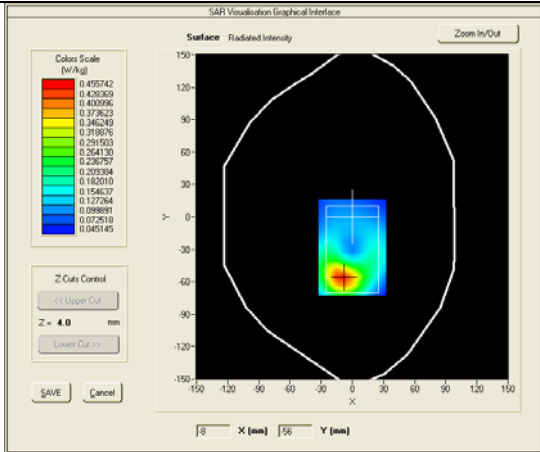 SAR Visualisation Graphical Interface
Surface Radiated Intensity
Zoom In/Out
Colors Scale
(W/kg)
0.455742
0.428369
0.400996
0.373623
0.346249
0.318876
0.291503
0.264130
0.236757
0.209384
0.182010
0.154637
0.127264
0.099891
0.072518
0.045145
150-
120-
90-
60-
30-
0-
-30-
-60-
-90-
-120-
-150-
Y
-150 -120 -90 -60 -30 0 30 60 90 120 150
X
Z Cuts Control
<< Upper Cut
Z = 4.0 mm
Lower Cut >>
SAVE Cancel
-8 X (mm) -56 Y (mm)